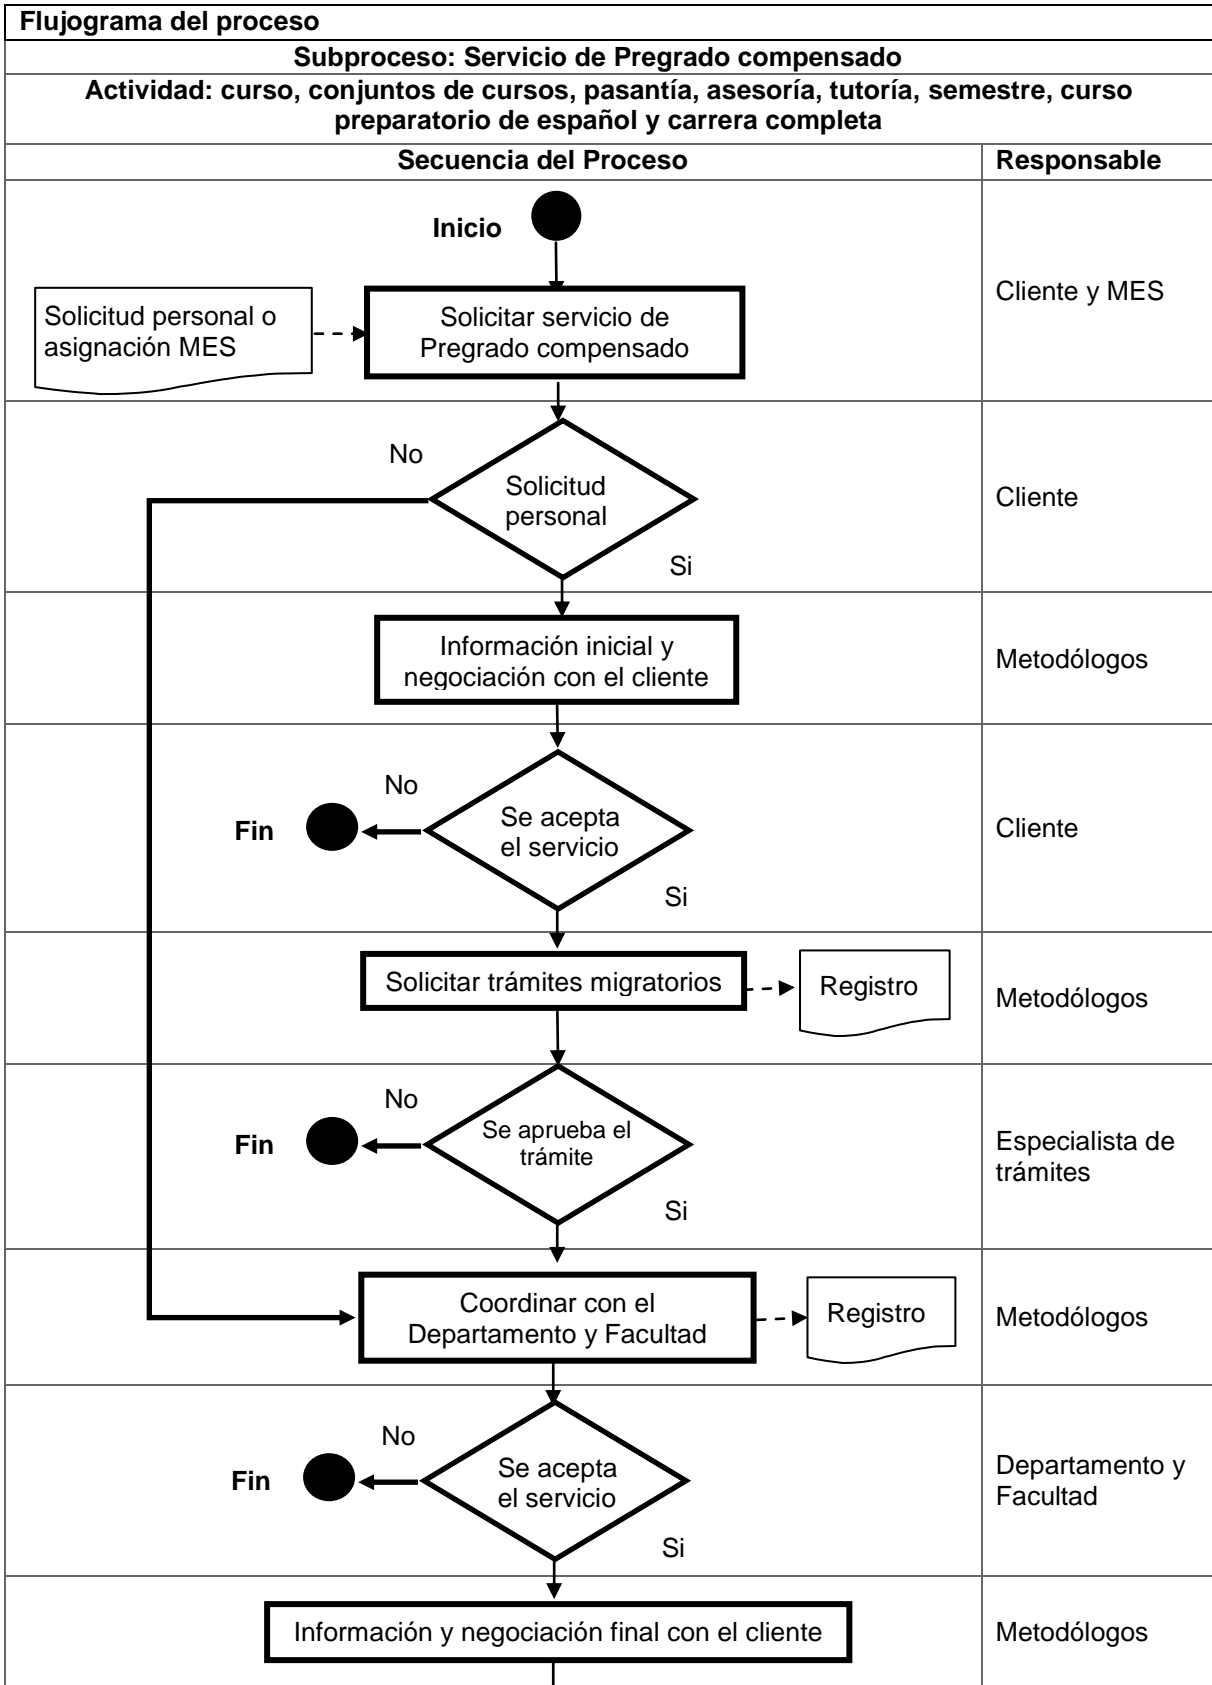 Flujograma del proceso
Subproceso: Servicio de Pregrado compensado
Actividad: curso, conjuntos de cursos, pasantía, asesoría, tutoría, semestre, curso
preparatorio de español y carrera completa
Secuencia del Proceso
Responsable
Inicio
Solicitud personal o
asignación MES
Solicitar servicio de
Pregrado compensado
Cliente y MES
No
Solicitud
personal
Si
Cliente
Información inicial y
negociación con el cliente
Metodólogos
No
Fin
Se acepta
el servicio
Si
Cliente
Solicitar trámites migratorios
Registro
Metodólogos
No
Fin
Se aprueba el
trámite
Si
Especialista de
trámites
Coordinar con el
Departamento y Facultad
Registro
Metodólogos
No
Fin
Se acepta
el servicio
Si
Departamento y
Facultad
Información y negociación final con el cliente
Metodólogos